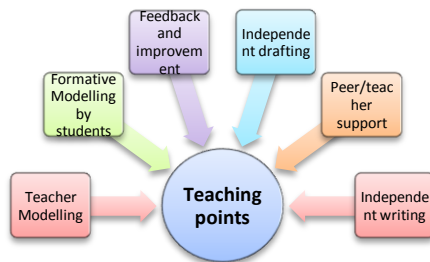 Feedback
and
improvem
ent
Independe
nt drafting
Formative
Modelling
by
students
Peer/teac
her
support
Teacher
Modelling
Teaching
points
Independe
nt writing